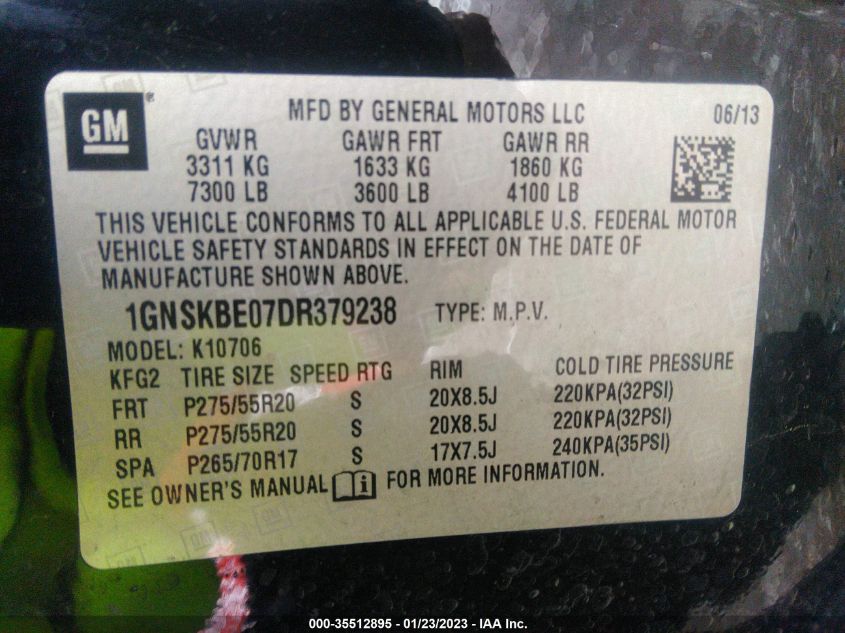 GM ®
MFD BY GENERAL MOTORS LLC 06/13
GVWR GAWR FRT GAWR RR
3311 KG 1633 KG 1860 KG
7300 LB 3600 LB 4100 LB
THIS VEHICLE CONFORMS TO ALL APPLICABLE U.S. FEDERAL MOTOR
VEHICLE SAFETY STANDARDS IN EFFECT ON THE DATE OF
MANUFACTURE SHOWN ABOVE.
1GNSKBE07DR379238 TYPE: M.P.V.
MODEL: K10706
KFG2 TIRE SIZE SPEED RTG RIM COLD TIRE PRESSURE
FRT P275/55R20 S 20X8.5J 220KPA(32PSI)
RR P275/55R20 S 20X8.5J 220KPA(32PSI)
SPA P265/70R17 S 17X7.5J 240KPA(35PSI)
SEE OWNER'S MANUAL FOR MORE INFORMATION.
000-35512895 - 01/23/2023 - IAA Inc.